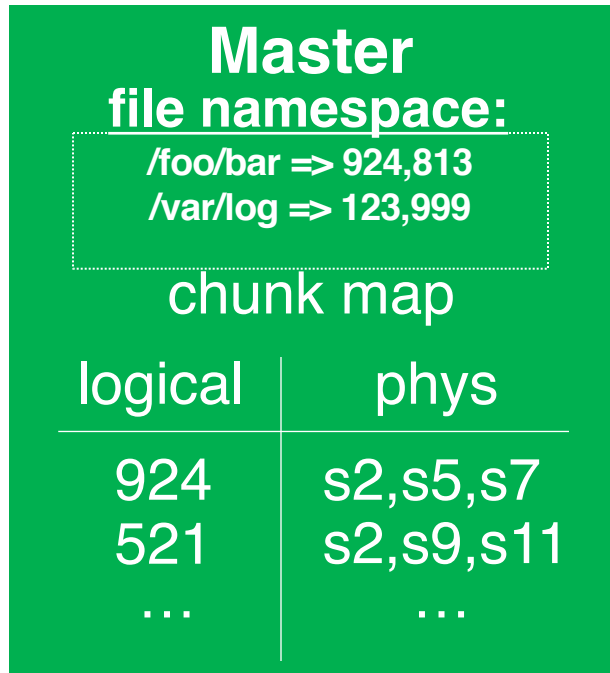 Master
file namespace:
/foo/bar => 924,813
/var/log => 123,999
chunk map
logical phys
924 s2,s5,s7
521 s2,s9,s11
… …